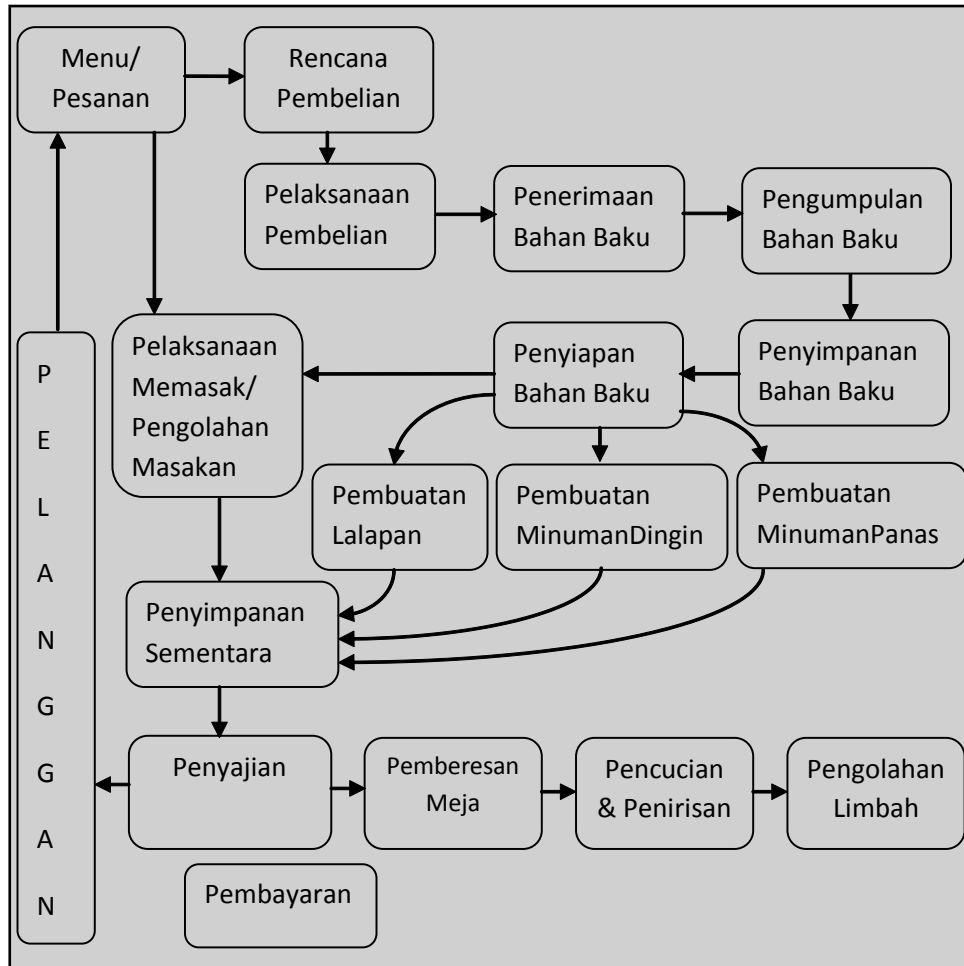 Menu/
Pesanan
Rencana
Pembelian
Pelaksanaan
Pembelian
Penerimaan
Bahan Baku
Pengumpulan
Bahan Baku
P
E
L
A
N
G
G
A
N
Pelaksanaan
Memasak/
Pengolahan
Masakan
Penyiapan
Bahan Baku
Penyimpanan
Bahan Baku
Pembuatan
Lalapan
Pembuatan
MinumanDingin
Pembuatan
MinumanPanas
Penyimpanan
Sementara
Penyajian
Pemberesan
Meja
Pencucian
& Penirisan
Pengolahan
Limbah
Pembayaran